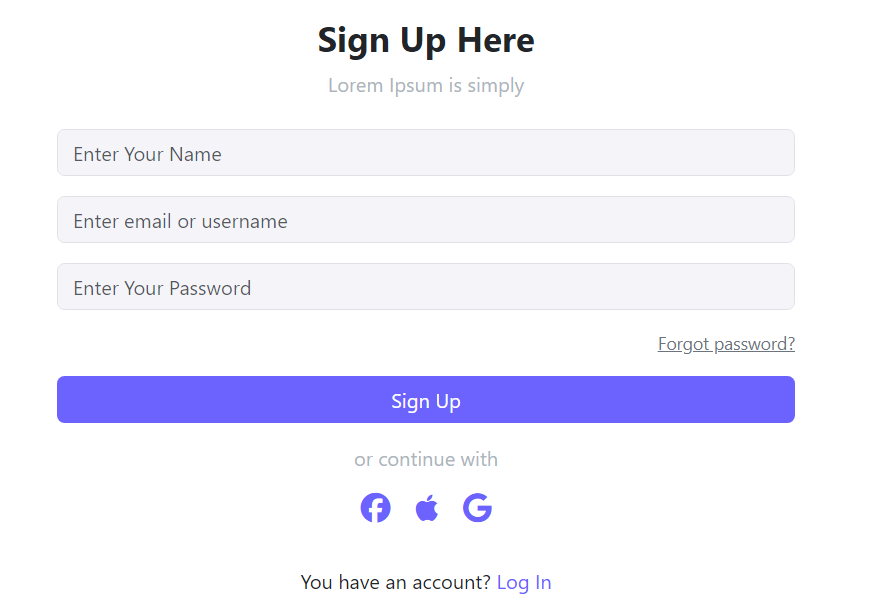 Sign Up Here
Lorem Ipsum is simply
Enter Your Name
Enter email or username
Enter Your Password
Forgot password?
Sign Up
or continue with
You have an account? Log In